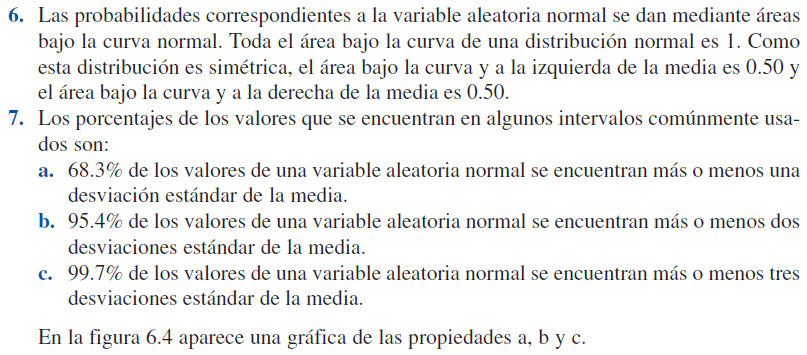 6. Las probabilidades correspondientes a la variable aleatoria normal se dan mediante áreas
bajo la curva normal. Toda el área bajo la curva de una distribución normal es 1. Como
esta distribución es simétrica, el área bajo la curva y a la izquierda de la media es 0.50 y
el área bajo la curva y a la derecha de la media es 0.50.
7. Los porcentajes de los valores que se encuentran en algunos intervalos comúnmente usa-
dos son:
a. 68.3% de los valores de una variable aleatoria normal se encuentran más o menos una
desviación estándar de la media.
b. 95.4% de los valores de una variable aleatoria normal se encuentran más o menos dos
desviaciones estándar de la media.
c. 99.7% de los valores de una variable aleatoria normal se encuentran más o menos tres
desviaciones estándar de la media.
En la figura 6.4 aparece una gráfica de las propiedades a, b y c.